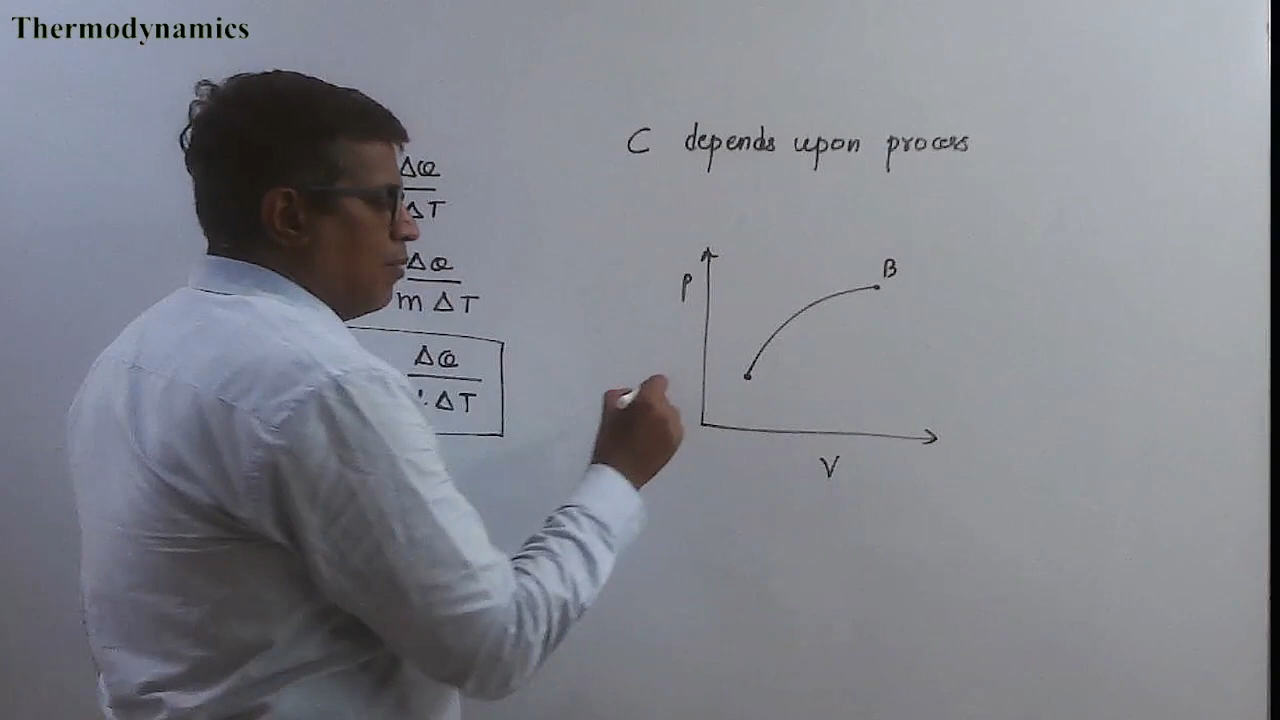 Thermodynamics
C depends upon process
ΔQ
ΔT
ΔQ
m ΔT
ΔQ
ΔT
P
B
V